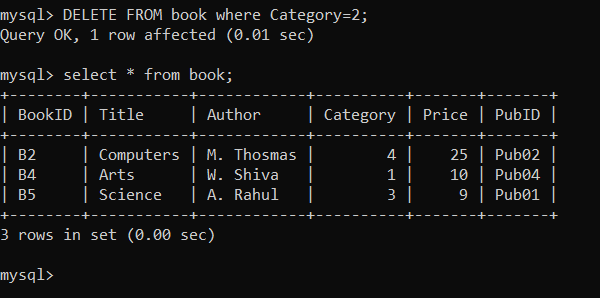 mysql> DELETE FROM book where Category=2;
Query OK, 1 row affected (0.01 sec)
mysql> select * from book;
+--------+-----------+------------+----------+-------+-------+
| BookID | Title     | Author     | Category | Price | PubID |
+--------+-----------+------------+----------+-------+-------+
| B2     | Computers | M. Thosmas |        4 |    25 | Pub02 |
| B4     | Arts      | W. Shiva   |        1 |    10 | Pub04 |
| B5     | Science   | A. Rahul   |        3 |     9 | Pub01 |
+--------+-----------+------------+----------+-------+-------+
3 rows in set (0.00 sec)
mysql>